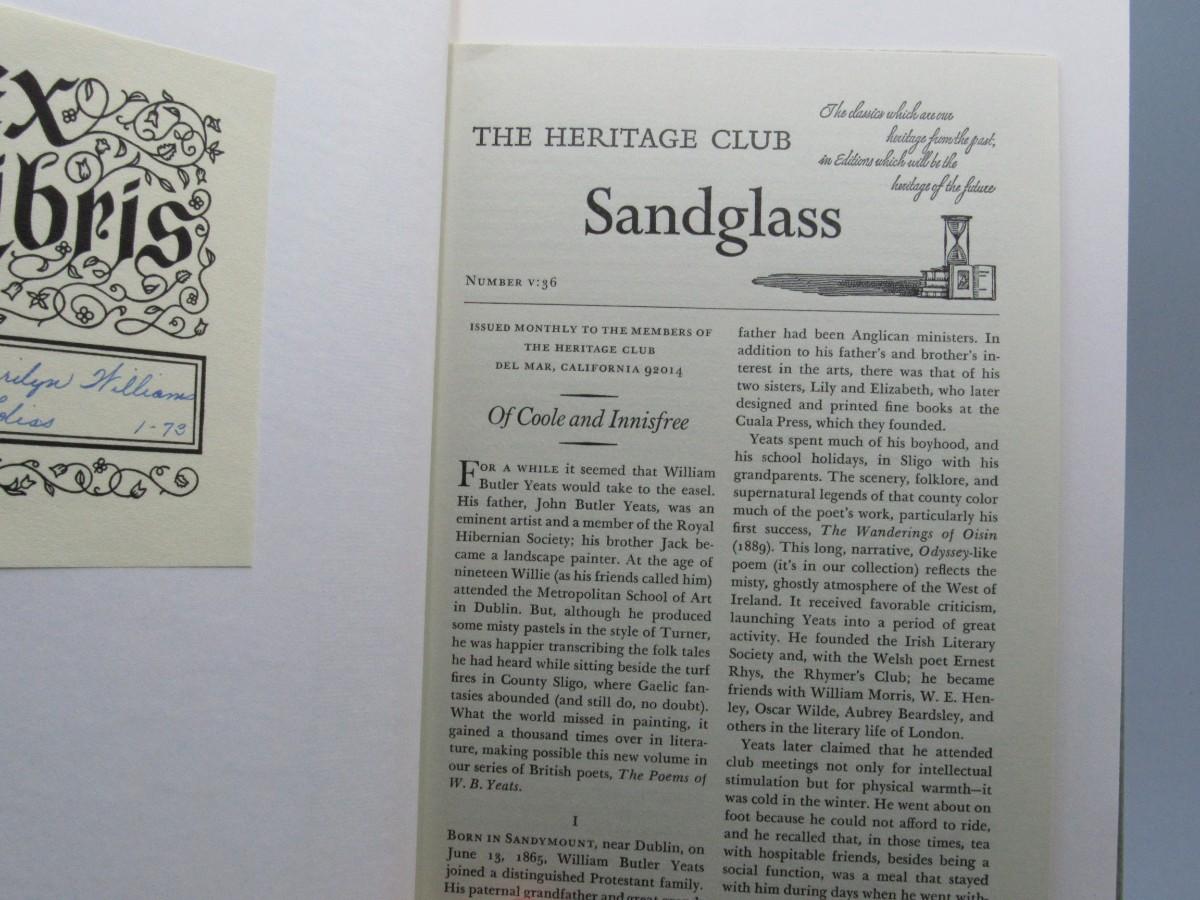 ex
ibris
rilyn Williams
1-73
THE HERITAGE CLUB
The classics which are our
heritage from the past,
in Editions which will be the
heritage of the future
Sandglass
NUMBER V:36
ISSUED MONTHLY TO THE MEMBERS OF
THE HERITAGE CLUB
DEL MAR, CALIFORNIA 92014
Of Coole and Innisfree
FOR A WHILE it seemed that William
Butler Yeats would take to the easel.
His father, John Butler Yeats, was an
eminent artist and a member of the Royal
Hibernian Society; his brother Jack be-
came a landscape painter. At the age of
nineteen Willie (as his friends called him)
attended the Metropolitan School of Art
in Dublin. But, although he produced
some misty pastels in the style of Turner,
he was happier transcribing the folk tales
he had heard while sitting beside the turf
fires in County Sligo, where Gaelic fan-
tasies abounded (and still do, no doubt).
What the world missed in painting, it
gained a thousand times over in litera-
ture, making possible this new volume in
our series of British poets, The Poems of
W. B. Yeats.
I
BORN IN SANDYMOUNT, near Dublin, on
June 13, 1865, William Butler Yeats
joined a distinguished Protestant family.
His paternal grandfather and great
father had been Anglican ministers. In
addition to his father's and brother's in-
terest in the arts, there was that of his
two sisters, Lily and Elizabeth, who later
designed and printed fine books at the
Cuala Press, which they founded.
Yeats spent much of his boyhood, and
his school holidays, in Sligo with his
grandparents. The scenery, folklore, and
supernatural legends of that county color
much of the poet's work, particularly his
first success, The Wanderings of Oisin
(1889). This long, narrative, Odyssey-like
poem (it's in our collection) reflects the
misty, ghostly atmosphere of the West of
Ireland. It received favorable criticism,
launching Yeats into a period of great
activity. He founded the Irish Literary
Society and, with the Welsh poet Ernest
Rhys, the Rhymer's Club; he became
friends with William Morris, W. E. Hen-
ley, Oscar Wilde, Aubrey Beardsley, and
others in the literary life of London.
Yeats later claimed that he attended
club meetings not only for intellectual
stimulation but for physical warmth—it
was cold in the winter. He went about on
foot because he could not afford to ride,
and he recalled that, in those times, tea
with hospitable friends, besides being a
social function, was a meal that stayed
with him during days when he went with-